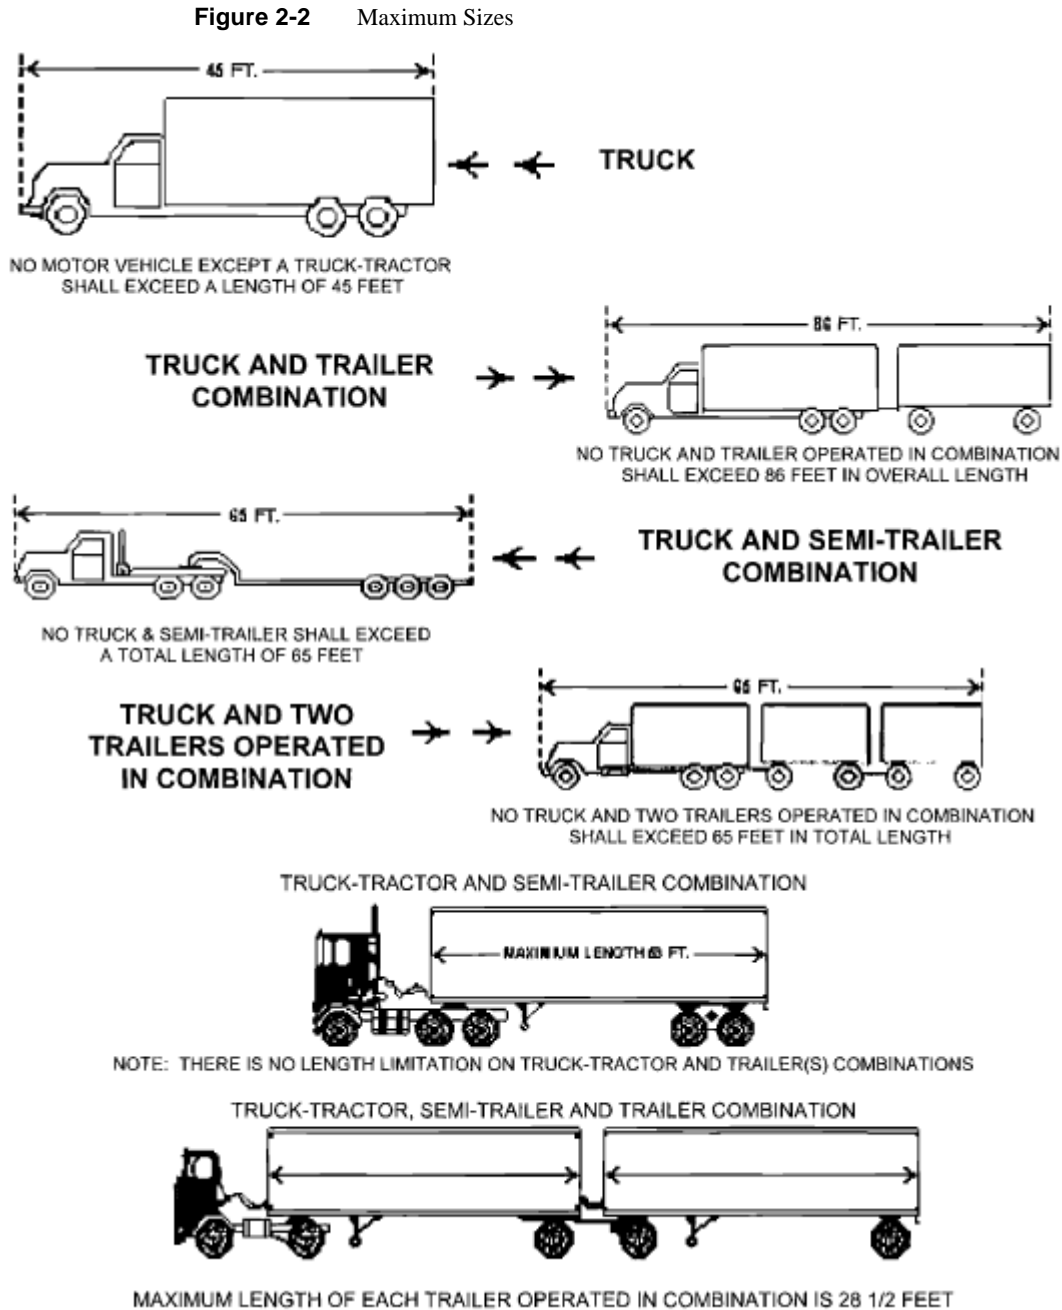 Figure 2-2 Maximum Sizes
45 FT.
TRUCK
NO MOTOR VEHICLE EXCEPT A TRUCK-TRACTOR
SHALL EXCEED A LENGTH OF 45 FEET
86 FT.
TRUCK AND TRAILER
COMBINATION
NO TRUCK AND TRAILER OPERATED IN COMBINATION
SHALL EXCEED 86 FEET IN OVERALL LENGTH
65 FT.
TRUCK AND SEMI-TRAILER
COMBINATION
NO TRUCK & SEMI-TRAILER SHALL EXCEED
A TOTAL LENGTH OF 65 FEET
65 FT.
TRUCK AND TWO
TRAILERS OPERATED
IN COMBINATION
NO TRUCK AND TWO TRAILERS OPERATED IN COMBINATION
SHALL EXCEED 65 FEET IN TOTAL LENGTH
TRUCK-TRACTOR AND SEMI-TRAILER COMBINATION
MAXIMUM LENGTH FT.
NOTE: THERE IS NO LENGTH LIMITATION ON TRUCK-TRACTOR AND TRAILER(S) COMBINATIONS
TRUCK-TRACTOR, SEMI-TRAILER AND TRAILER COMBINATION
MAXIMUM LENGTH OF EACH TRAILER OPERATED IN COMBINATION IS 28 1/2 FEET